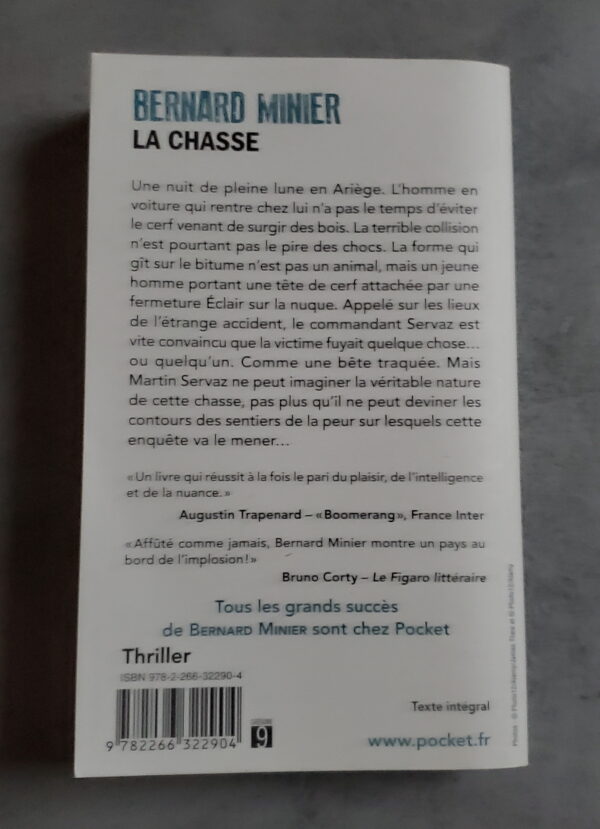 BERNARD MINIER
LA CHASSE
Une nuit de pleine lune en Ariège. L'homme en
voiture qui rentre chez lui n'a pas le temps d'éviter
le cerf venant de surgir des bois. La terrible collision
n'est pourtant pas le pire des chocs. La forme qui
gît sur le bitume n'est pas un animal, mais un jeune
homme portant une tête de cerf attachée par une
fermeture Éclair sur la nuque. Appelé sur les lieux
de l'étrange accident, le commandant Servaz est
vite convaincu que la victime fuyait quelque chose...
ou quelqu'un. Comme une bête traquée. Mais
Martin Servaz ne peut imaginer la véritable nature
de cette chasse, pas plus qu'il ne peut deviner les
contours des sentiers de la peur sur lesquels cette
enquête va le mener...
« Un livre qui réussit à la fois le pari du plaisir, de l'intelligence
et de la nuance. »
Augustin Trapenard – « Boomerang », France Inter
« Affûté comme jamais, Bernard Minier montre un pays au
bord de l'implosion ! »
Bruno Corty – Le Figaro littéraire
Tous les grands succès
de BERNARD MINIER sont chez Pocket
Thriller
ISBN 978-2-266-32290-4
Texte intégral
9 782266 322904
9
www.pocket.fr